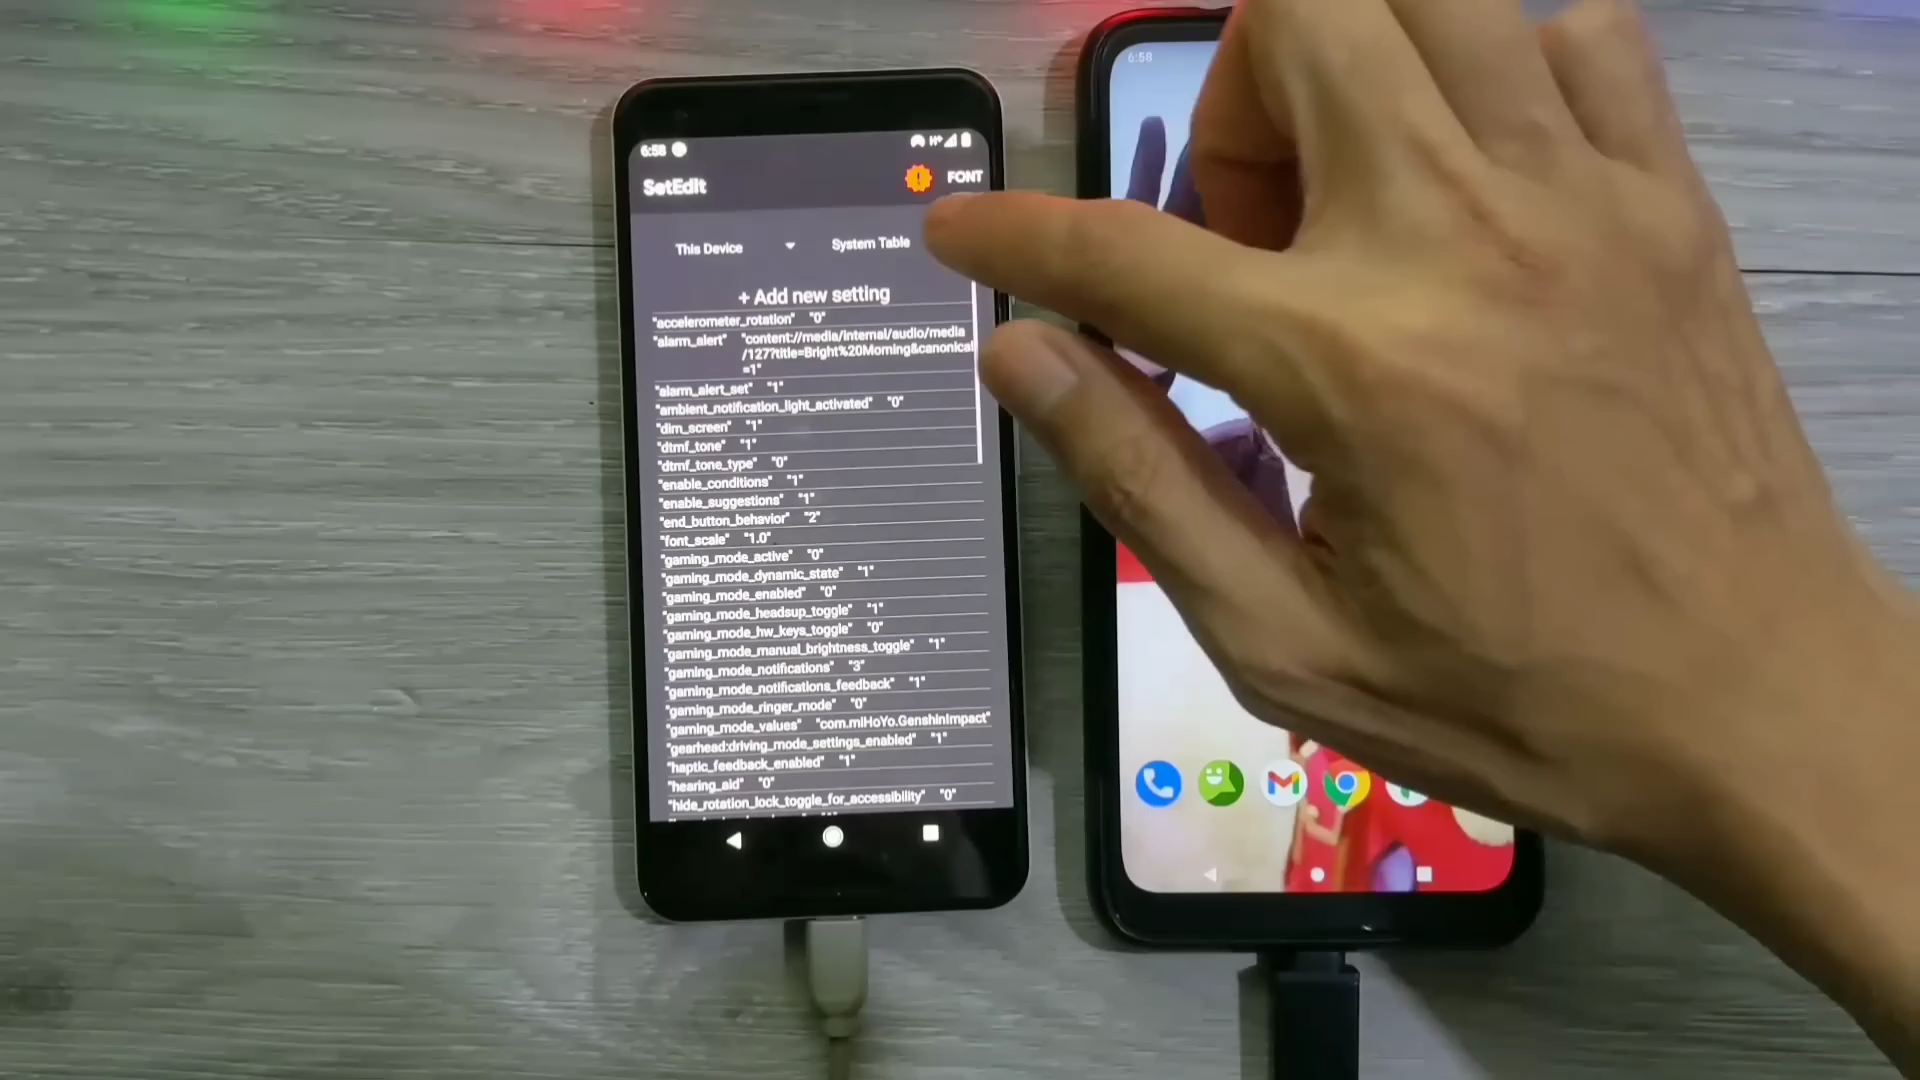 6:58
H+
SetEdit
FONT
This Device
System Table
+ Add new setting
"accelerometer_rotation" "0"
"alarm_alert" "content://media/internal/audio/media
/127?title=Bright%20Morning&canonical
=1"
"alarm_alert_set" "1"
"ambient_notification_light_activated" "0"
"dim_screen" "1"
"dtmf_tone" "1"
"dtmf_tone_type" "0"
"enable_conditions" "1"
"enable_suggestions" "1"
"end_button_behavior" "2"
"font_scale" "1.0"
"gaming_mode_active" "0"
"gaming_mode_dynamic_state" "1"
"gaming_mode_enabled" "0"
"gaming_mode_headsup_toggle" "1"
"gaming_mode_hw_keys_toggle" "0"
"gaming_mode_manual_brightness_toggle" "1"
"gaming_mode_notifications" "3"
"gaming_mode_notifications_feedback" "1"
"gaming_mode_ringer_mode" "0"
"gaming_mode_values" "com.miHoYo.GenshinImpact"
"gearhead:driving_mode_settings_enabled" "1"
"haptic_feedback_enabled" "1"
"hearing_aid" "0"
"hide_rotation_lock_toggle_for_accessibility" "0"
6:58